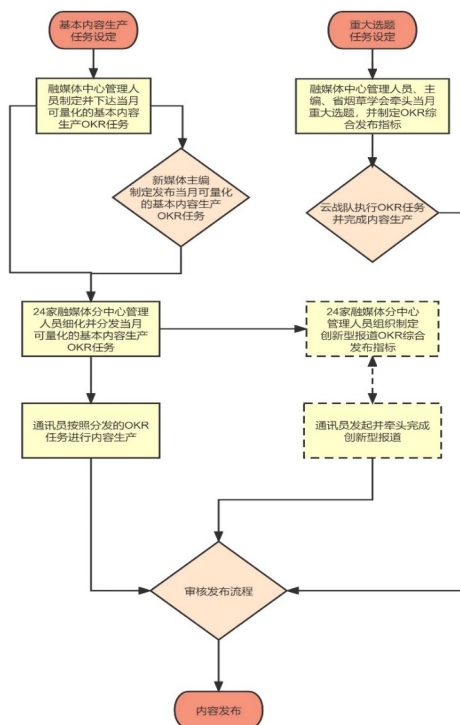 基本内容生产
任务设定
重大选题
任务设定
融媒体中心管理人
员制定并下达当月
可量化的基本内容
生产OKR任务
融媒体中心管理人员、主
编、省烟草学会牵头当月
重大选题，并制定OKR综
合发布指标
新媒体主编
制定发布当月可量化
的基本内容生产
OKR任务
云战队执行OKR任务
并完成内容生产
24家融媒体分中心管理
人员细化并分发当月
可量化的基本内容生产
OKR任务
24家融媒体分中心
管理人员组织制定
创新型报道OKR综合
发布指标
通讯员按照分发的OKR
任务进行内容生产
通讯员发起并牵头完成
创新型报道
审核发布流程
内容发布